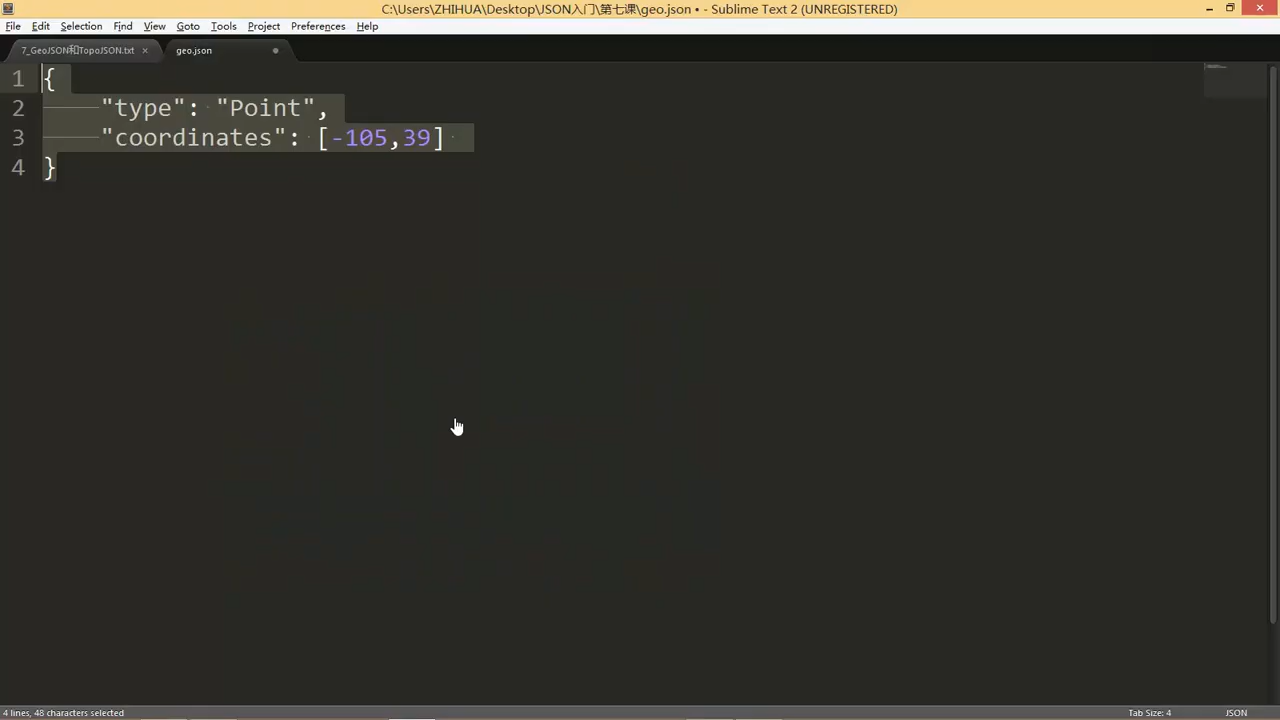 C:\Users\ZHIHUA\Desktop\JSON入门\第七课\geo.json • - Sublime Text 2 (UNREGISTERED)
File Edit Selection Find View Goto Tools Project Preferences Help
7_GeoJSON和TopoJSON.txt × geo.json
1 {
2 "type": "Point",
3 "coordinates": [-105,39]
4 }
4 lines, 48 characters selected Tab Size: 4 JSON